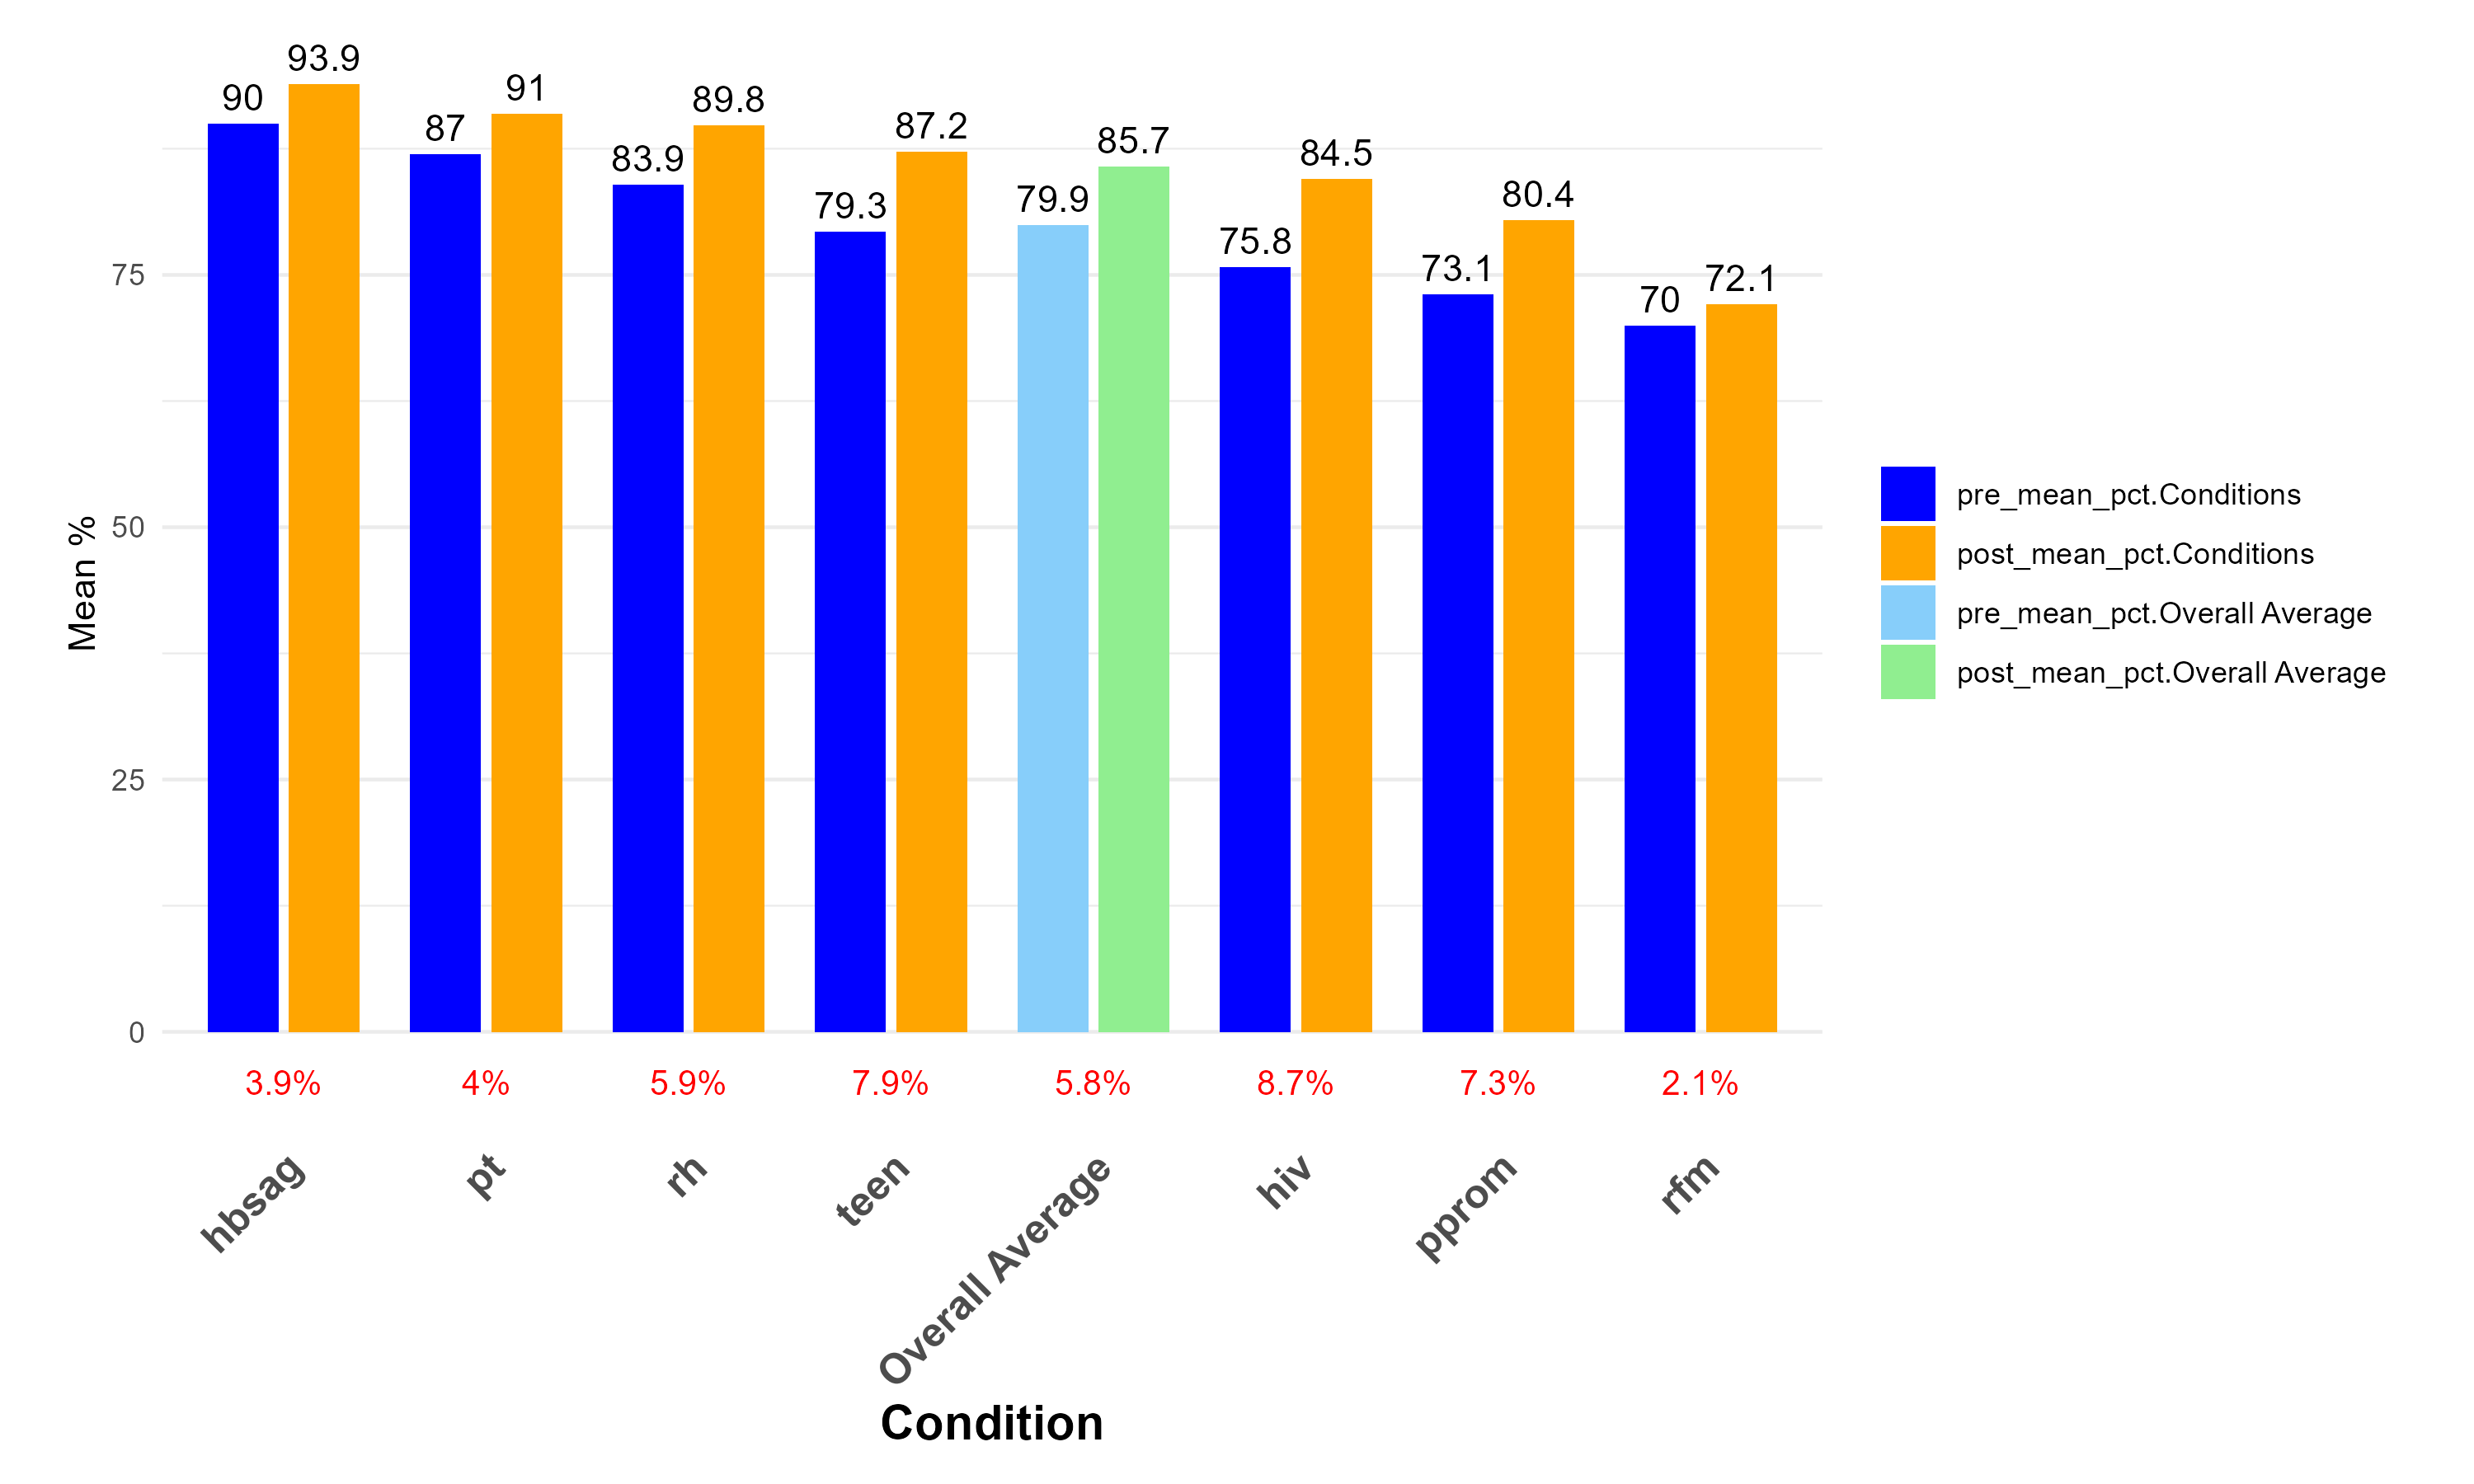 93.9
90
91
87
89.8
83.9
87.2
79.3
85.7
79.9
84.5
75.8
80.4
73.1
72.1
70
75
50
25
0
Mean %
pre_mean_pct.Conditions
post_mean_pct.Conditions
pre_mean_pct.Overall Average
post_mean_pct.Overall Average
3.9%
4%
5.9%
7.9%
5.8%
8.7%
7.3%
2.1%
hbsag
pt
rh
teen
Overall Average
hiv
pprom
rfm
Condition